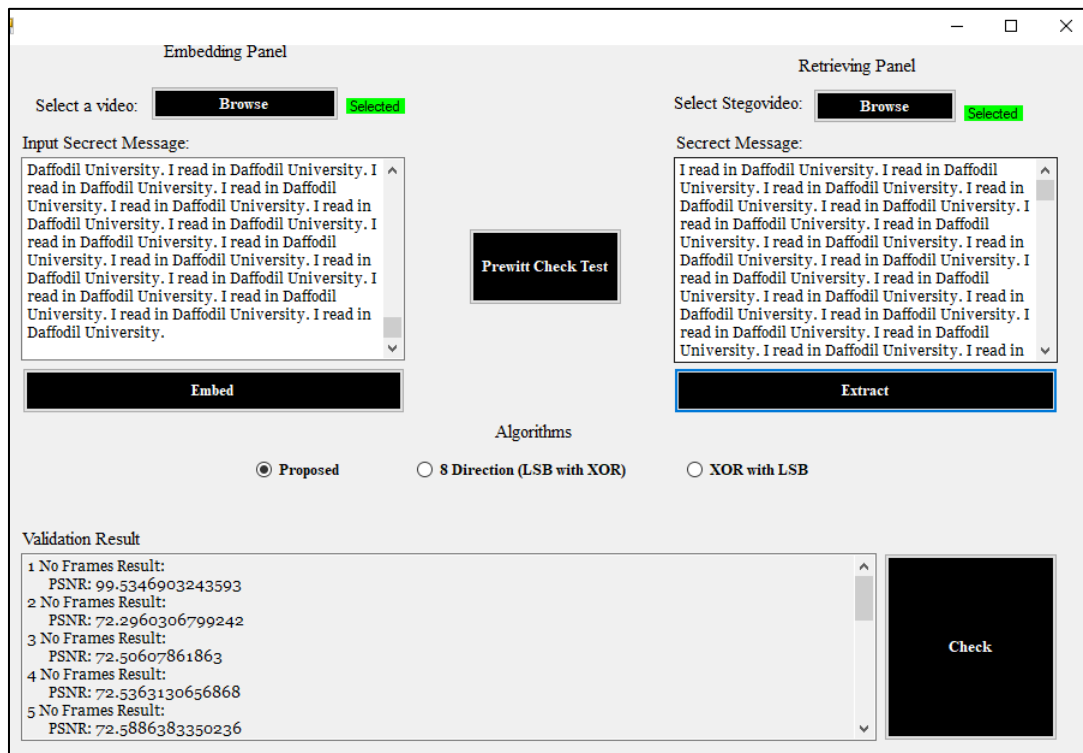 Embedding Panel
Select a video:
Browse
Selected
Input Secrect Message:
Daffodil University. I read in Daffodil University. I
read in Daffodil University. I read in Daffodil
University. I read in Daffodil University. I read in
Daffodil University. I read in Daffodil University. I
read in Daffodil University. I read in Daffodil
University. I read in Daffodil University. I read in
Daffodil University. I read in Daffodil University. I
read in Daffodil University. I read in Daffodil
University. I read in Daffodil University. I read in
Daffodil University.
Embed
Prewitt Check Test
Retrieving Panel
Select Stegovideo:
Browse
Selected
Secrect Message:
I read in Daffodil University. I read in Daffodil
University. I read in Daffodil University. I read in
Daffodil University. I read in Daffodil University. I
read in Daffodil University. I read in Daffodil
University. I read in Daffodil University. I read in
Daffodil University. I read in Daffodil University. I
read in Daffodil University. I read in Daffodil
University. I read in Daffodil University. I read in
Daffodil University. I read in Daffodil University. I
read in Daffodil University. I read in Daffodil
University. I read in Daffodil University. I read in
Extract
Algorithms
Proposed
8 Direction (LSB with XOR)
XOR with LSB
Validation Result
1 No Frames Result:
PSNR: 99.5346903243593
2 No Frames Result:
PSNR: 72.2960306799242
3 No Frames Result:
PSNR: 72.50607861863
4 No Frames Result:
PSNR: 72.5363130656868
5 No Frames Result:
PSNR: 72.5886383350236
Check